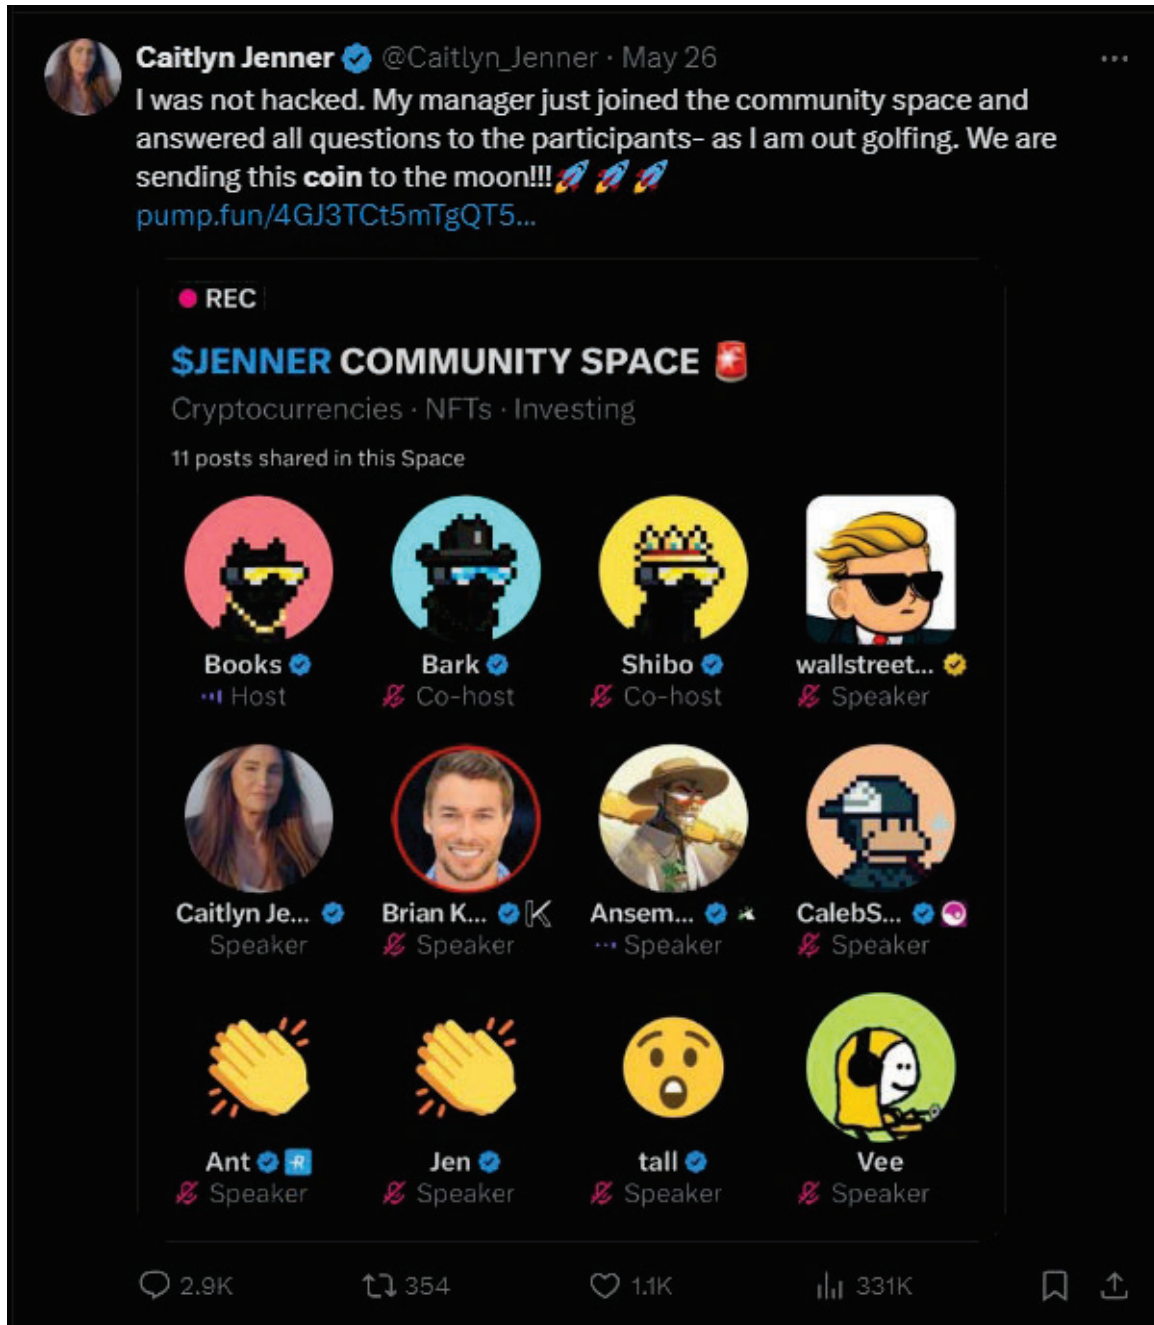 Caitlyn Jenner @Caitlyn_Jenner · May 26
I was not hacked. My manager just joined the community space and
answered all questions to the participants- as I am out golfing. We are
sending this coin to the moon!!!🚀🚀🚀
pump.fun/4GJ3TCt5mTgQT5...
REC
$JENNER COMMUNITY SPACE 🚨
Cryptocurrencies · NFTs · Investing
11 posts shared in this Space
Books Bark Shibo wallstreet...
Host Co-host Co-host Speaker
Caitlyn Je... Brian K... Ansem... CalebS...
Speaker Speaker Speaker Speaker
Ant Jen tall Vee
Speaker Speaker Speaker Speaker
2.9K 354 1.1K 331K